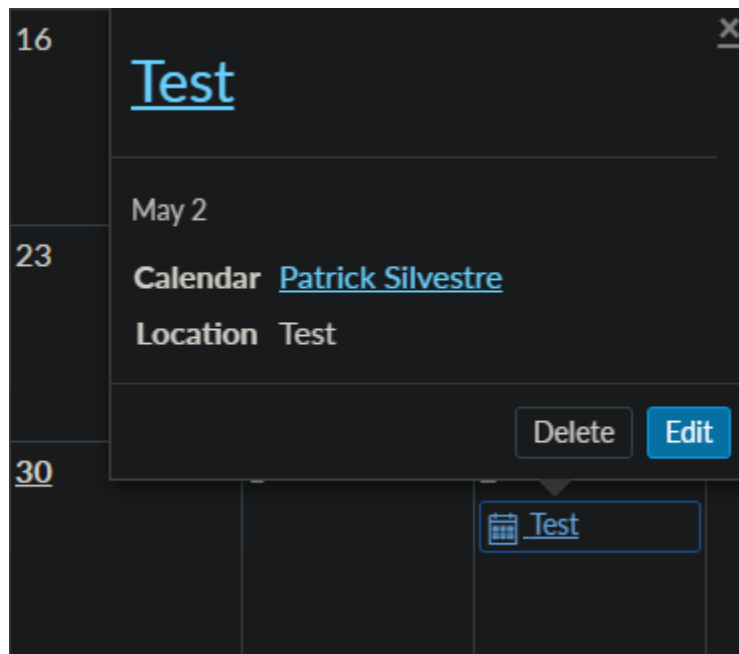 16
×
Test
May 2
23
Calendar Patrick Silvestre
Location Test
Delete Edit
30
Test